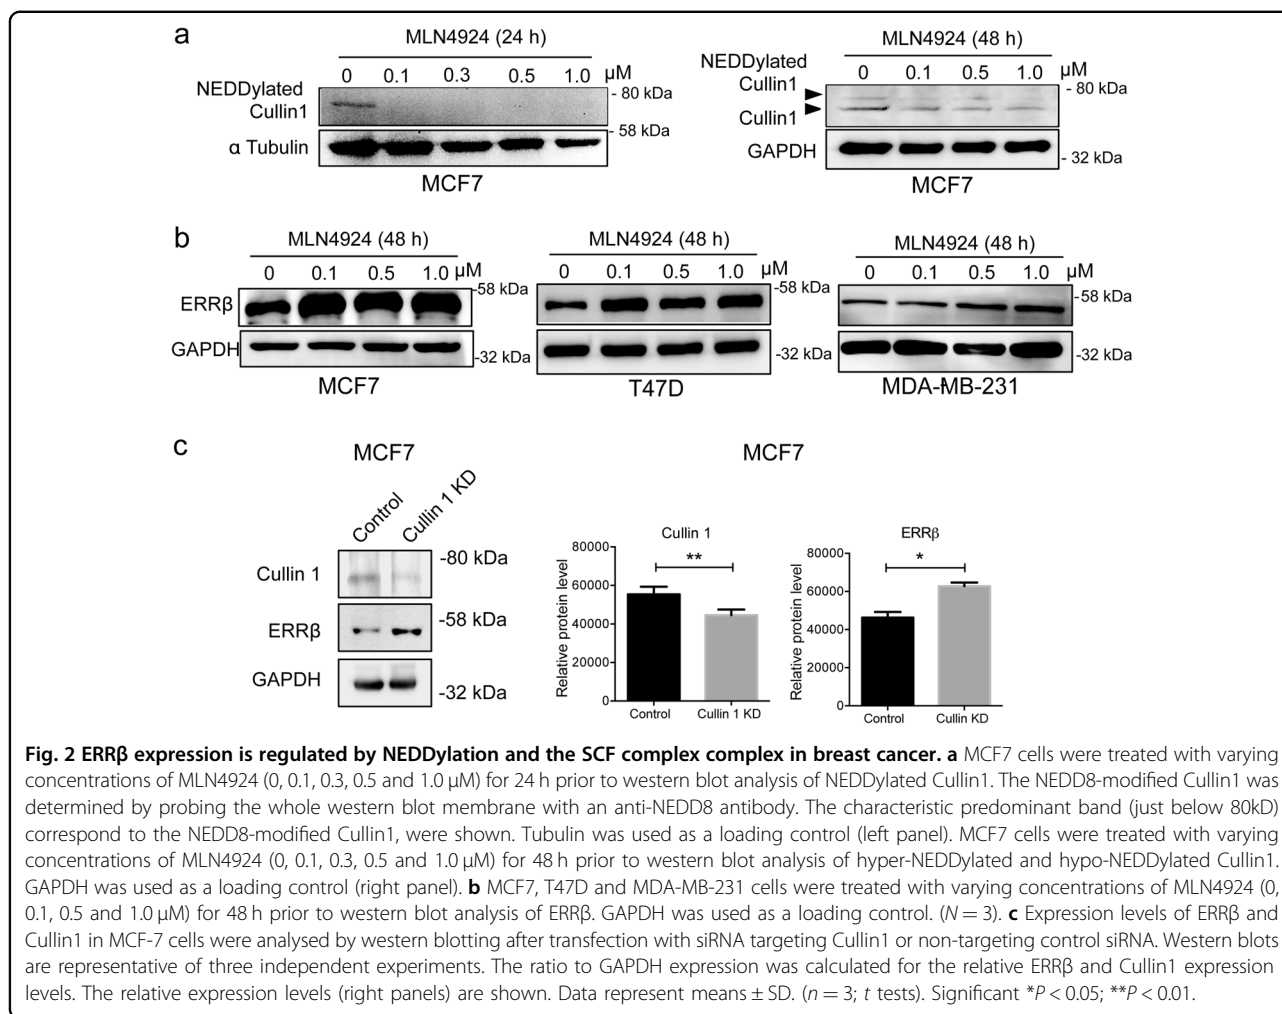 a
MLN4924 (24 h)
0 0.1 0.3 0.5 1.0 μM
NEDDylated
Cullin1
- 80 kDa
- 58 kDa
α Tubulin
MCF7
MLN4924 (48 h)
NEDDylated
Cullin1
0 0.1 0.5 1.0 μM
- 80 kDa
Cullin1
GAPDH
- 32 kDa
MCF7
b
MLN4924 (48 h)
0 0.1 0.5 1.0 μM
-58 kDa
ERRβ
GAPDH
-32 kDa
MCF7
MLN4924 (48 h)
0 0.1 0.5 1.0 μM
-58 kDa
-32 kDa
T47D
MLN4924 (48 h)
0 0.1 0.5 1.0 μM
-58 kDa
-32 kDa
MDA-MB-231
c
MCF7
Control
Cullin 1 KD
Cullin 1
-80 kDa
ERRβ
-58 kDa
GAPDH
-32 kDa
MCF7
Cullin 1
Relative protein level
80000
60000
40000
20000
0
**
Control
Cullin 1 KD
ERRβ
Relative protein level
80000
60000
40000
20000
0
*
Control
Cullin KD
Fig. 2 ERRβ expression is regulated by NEDDylation and the SCF complex complex in breast cancer. a MCF7 cells were treated with varying
concentrations of MLN4924 (0, 0.1, 0.3, 0.5 and 1.0 μM) for 24 h prior to western blot analysis of NEDDylated Cullin1. The NEDD8-modified Cullin1 was
determined by probing the whole western blot membrane with an anti-NEDD8 antibody. The characteristic predominant band (just below 80kD)
correspond to the NEDD8-modified Cullin1, were shown. Tubulin was used as a loading control (left panel). MCF7 cells were treated with varying
concentrations of MLN4924 (0, 0.1, 0.3, 0.5 and 1.0 μM) for 48 h prior to western blot analysis of hyper-NEDDylated and hypo-NEDDylated Cullin1.
GAPDH was used as a loading control (right panel). b MCF7, T47D and MDA-MB-231 cells were treated with varying concentrations of MLN4924 (0,
0.1, 0.5 and 1.0 μM) for 48 h prior to western blot analysis of ERRβ. GAPDH was used as a loading control. (N = 3). c Expression levels of ERRβ and
Cullin1 in MCF-7 cells were analysed by western blotting after transfection with siRNA targeting Cullin1 or non-targeting control siRNA. Western blots
are representative of three independent experiments. The ratio to GAPDH expression was calculated for the relative ERRβ and Cullin1 expression
levels. The relative expression levels (right panels) are shown. Data represent means ± SD. (n = 3; t tests). Significant *P < 0.05; **P < 0.01.